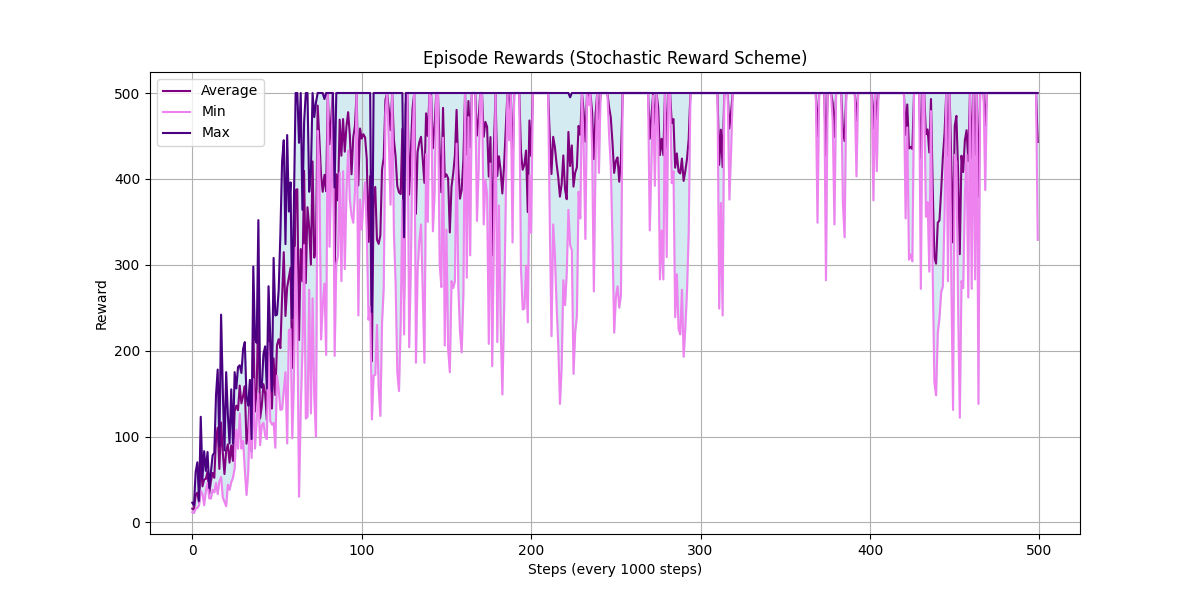 Episode Rewards (Stochastic Reward Scheme)
Average
Min
Max
Reward
500
400
300
200
100
0
0 100 200 300 400 500
Steps (every 1000 steps)